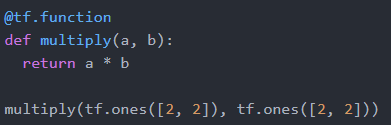 @tf.function
def multiply(a, b):
  return a * b

multiply(tf.ones([2, 2]), tf.ones([2, 2]))